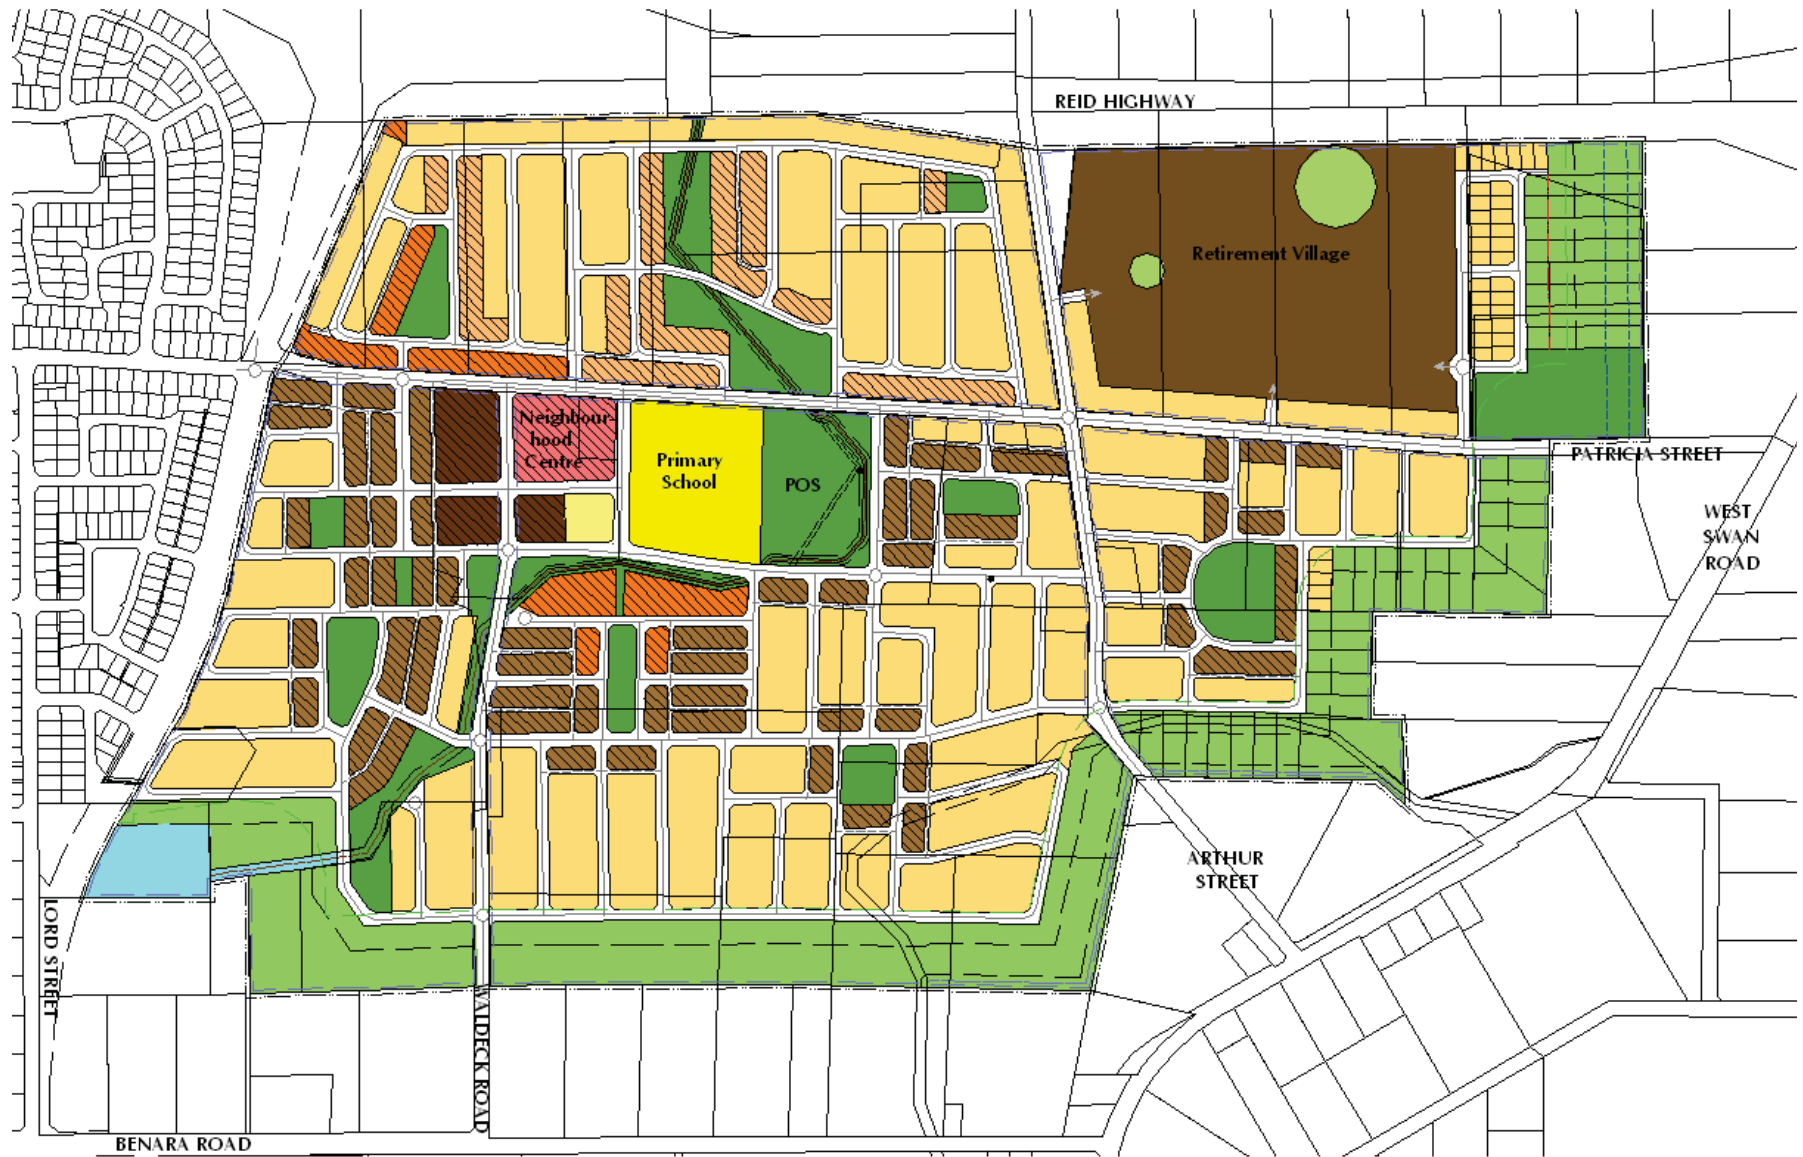 REID HIGHWAY
Retirement Village
Neighbour-
hood
Centre
Primary
School
POS
PATRICIA STREET
WEST
SWAN
ROAD
ARTHUR
STREET
LORD STREET
WALDECK ROAD
BENARA ROAD